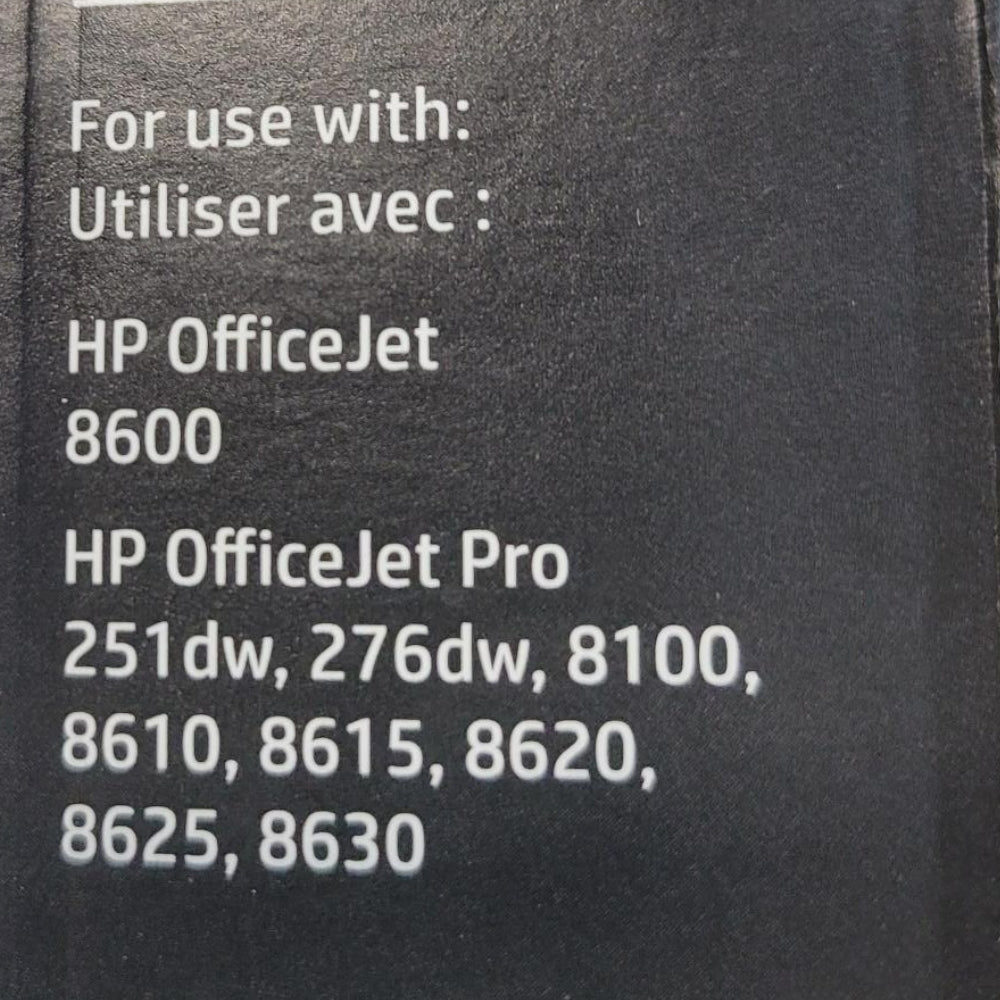 For use with:
Utiliser avec :
HP OfficeJet
8600
HP OfficeJet Pro
251dw, 276dw, 8100,
8610, 8615, 8620,
8625, 8630